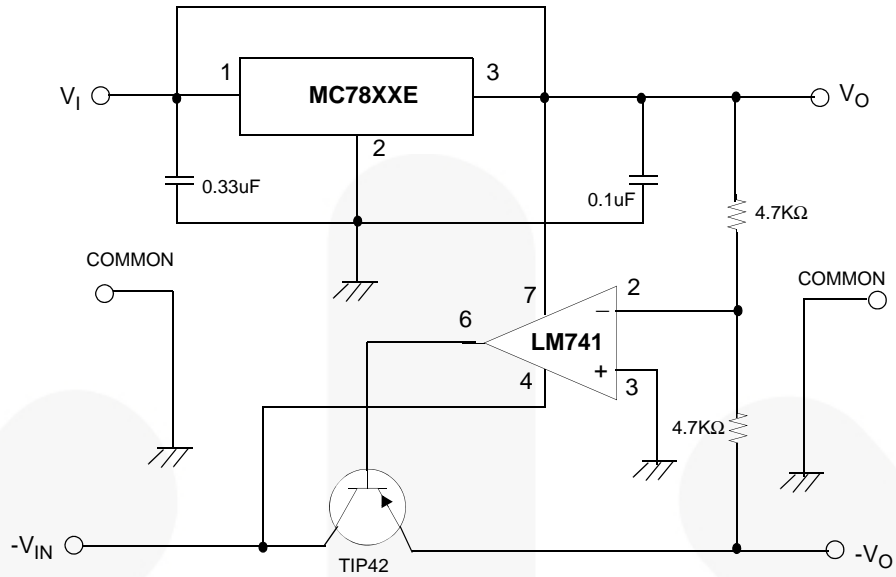 1
MC78XXE
3
V_I
V_O
2
0.33uF
0.1uF
4.7KΩ
COMMON
COMMON
7
2
6
LM741
−
+
4
3
4.7KΩ
-V_IN
TIP42
-V_O